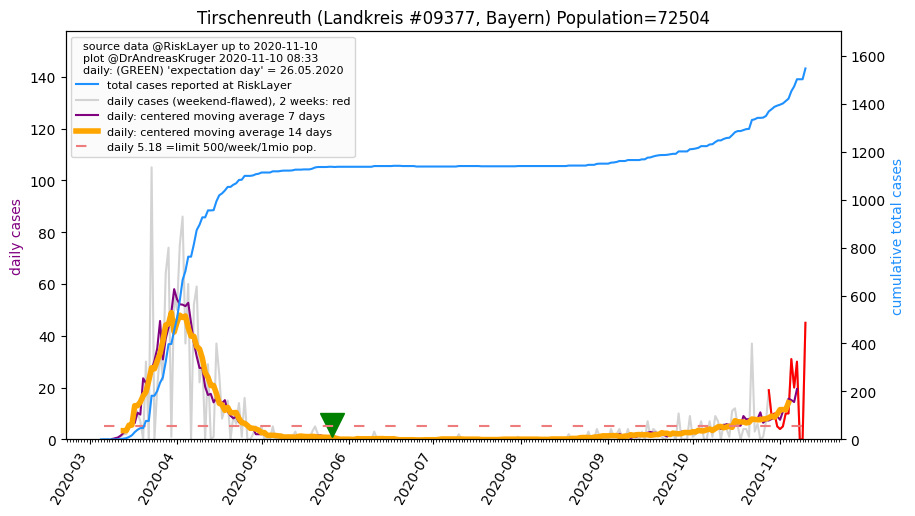 Tirschenreuth (Landkreis #09377, Bayern) Population=72504
source data @RiskLayer up to 2020-11-10
plot @DrAndreasKruger 2020-11-10 08:33
daily: (GREEN) 'expectation day' = 26.05.2020
total cases reported at RiskLayer
daily cases (weekend-flawed), 2 weeks: red
daily: centered moving average 7 days
daily: centered moving average 14 days
daily 5.18 =limit 500/week/1mio pop.
daily cases
140
120
100
80
60
40
20
0
cumulative total cases
1600
1400
1200
1000
800
600
400
200
0
2020-03
2020-04
2020-05
2020-06
2020-07
2020-08
2020-09
2020-10
2020-11